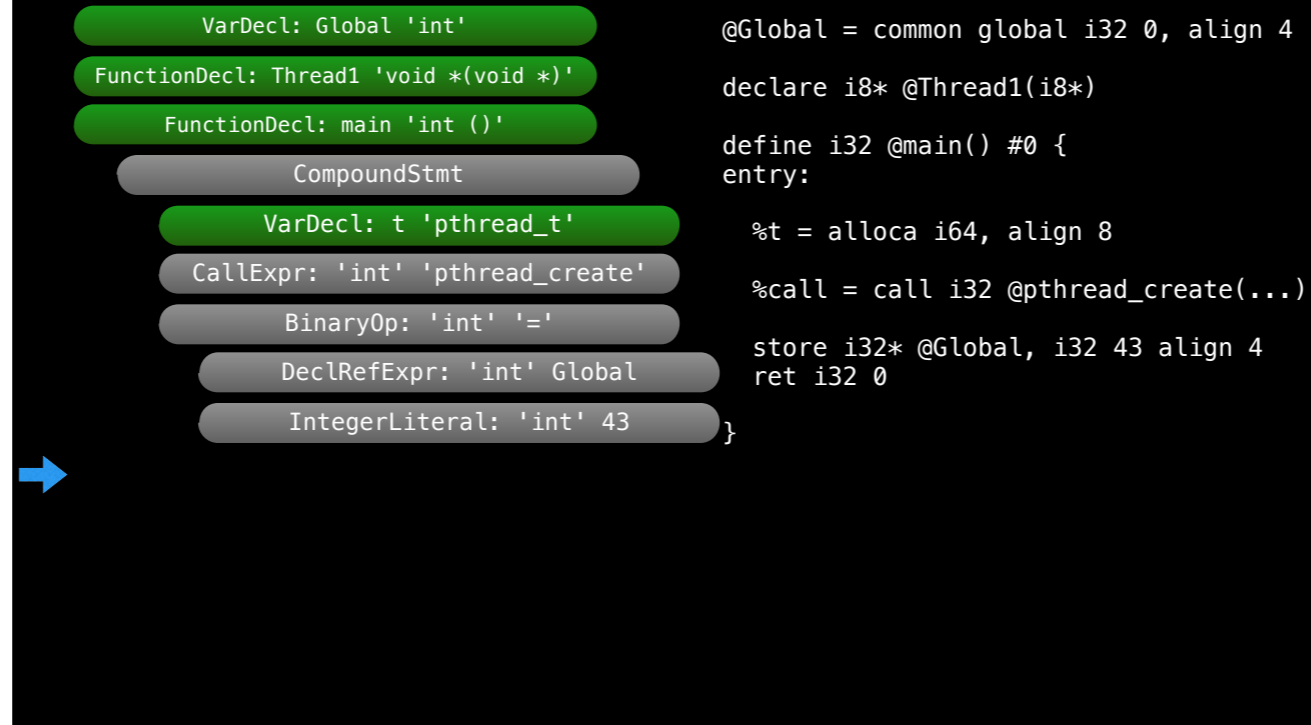 VarDecl: Global 'int'
FunctionDecl: Thread1 'void *(void *)'
FunctionDecl: main 'int ()'
CompoundStmt
VarDecl: t 'pthread_t'
CallExpr: 'int' 'pthread_create'
BinaryOp: 'int' '='
DeclRefExpr: 'int' Global
IntegerLiteral: 'int' 43
@Global = common global i32 0, align 4
declare i8* @Thread1(i8*)
define i32 @main() #0 {
entry:
%t = alloca i64, align 8
%call = call i32 @pthread_create(...)
store i32* @Global, i32 43 align 4
ret i32 0
}